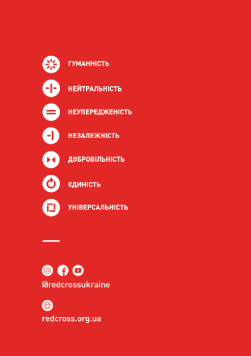 ГУМАННІСТЬ
НЕЙТРАЛЬНІСТЬ
НЕУПЕРЕДЖЕНІСТЬ
НЕЗАЛЕЖНІСТЬ
ДОБРОВІЛЬНІСТЬ
ЄДИНІСТЬ
УНІВЕРСАЛЬНІСТЬ
@redcrossukraine
redcross.org.ua